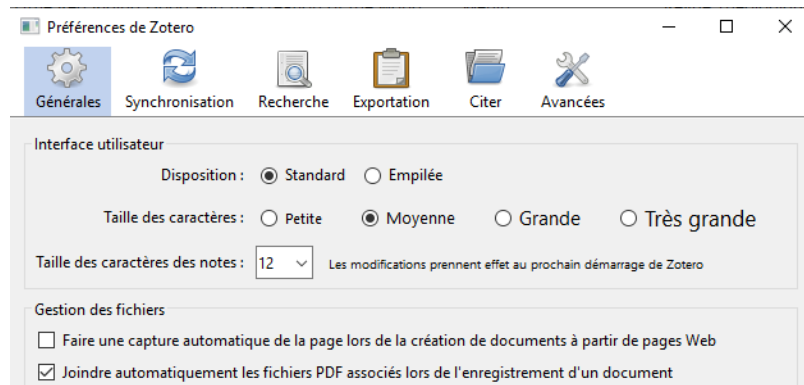 Préférences de Zotero
Générales Synchronisation Recherche Exportation Citer Avancées
Interface utilisateur
Disposition : Standard Empilée
Taille des caractères : Petite Moyenne Grande Très grande
Taille des caractères des notes : 12 Les modifications prennent effet au prochain démarrage de Zotero
Gestion des fichiers
Faire une capture automatique de la page lors de la création de documents à partir de pages Web
Joindre automatiquement les fichiers PDF associés lors de l'enregistrement d'un document